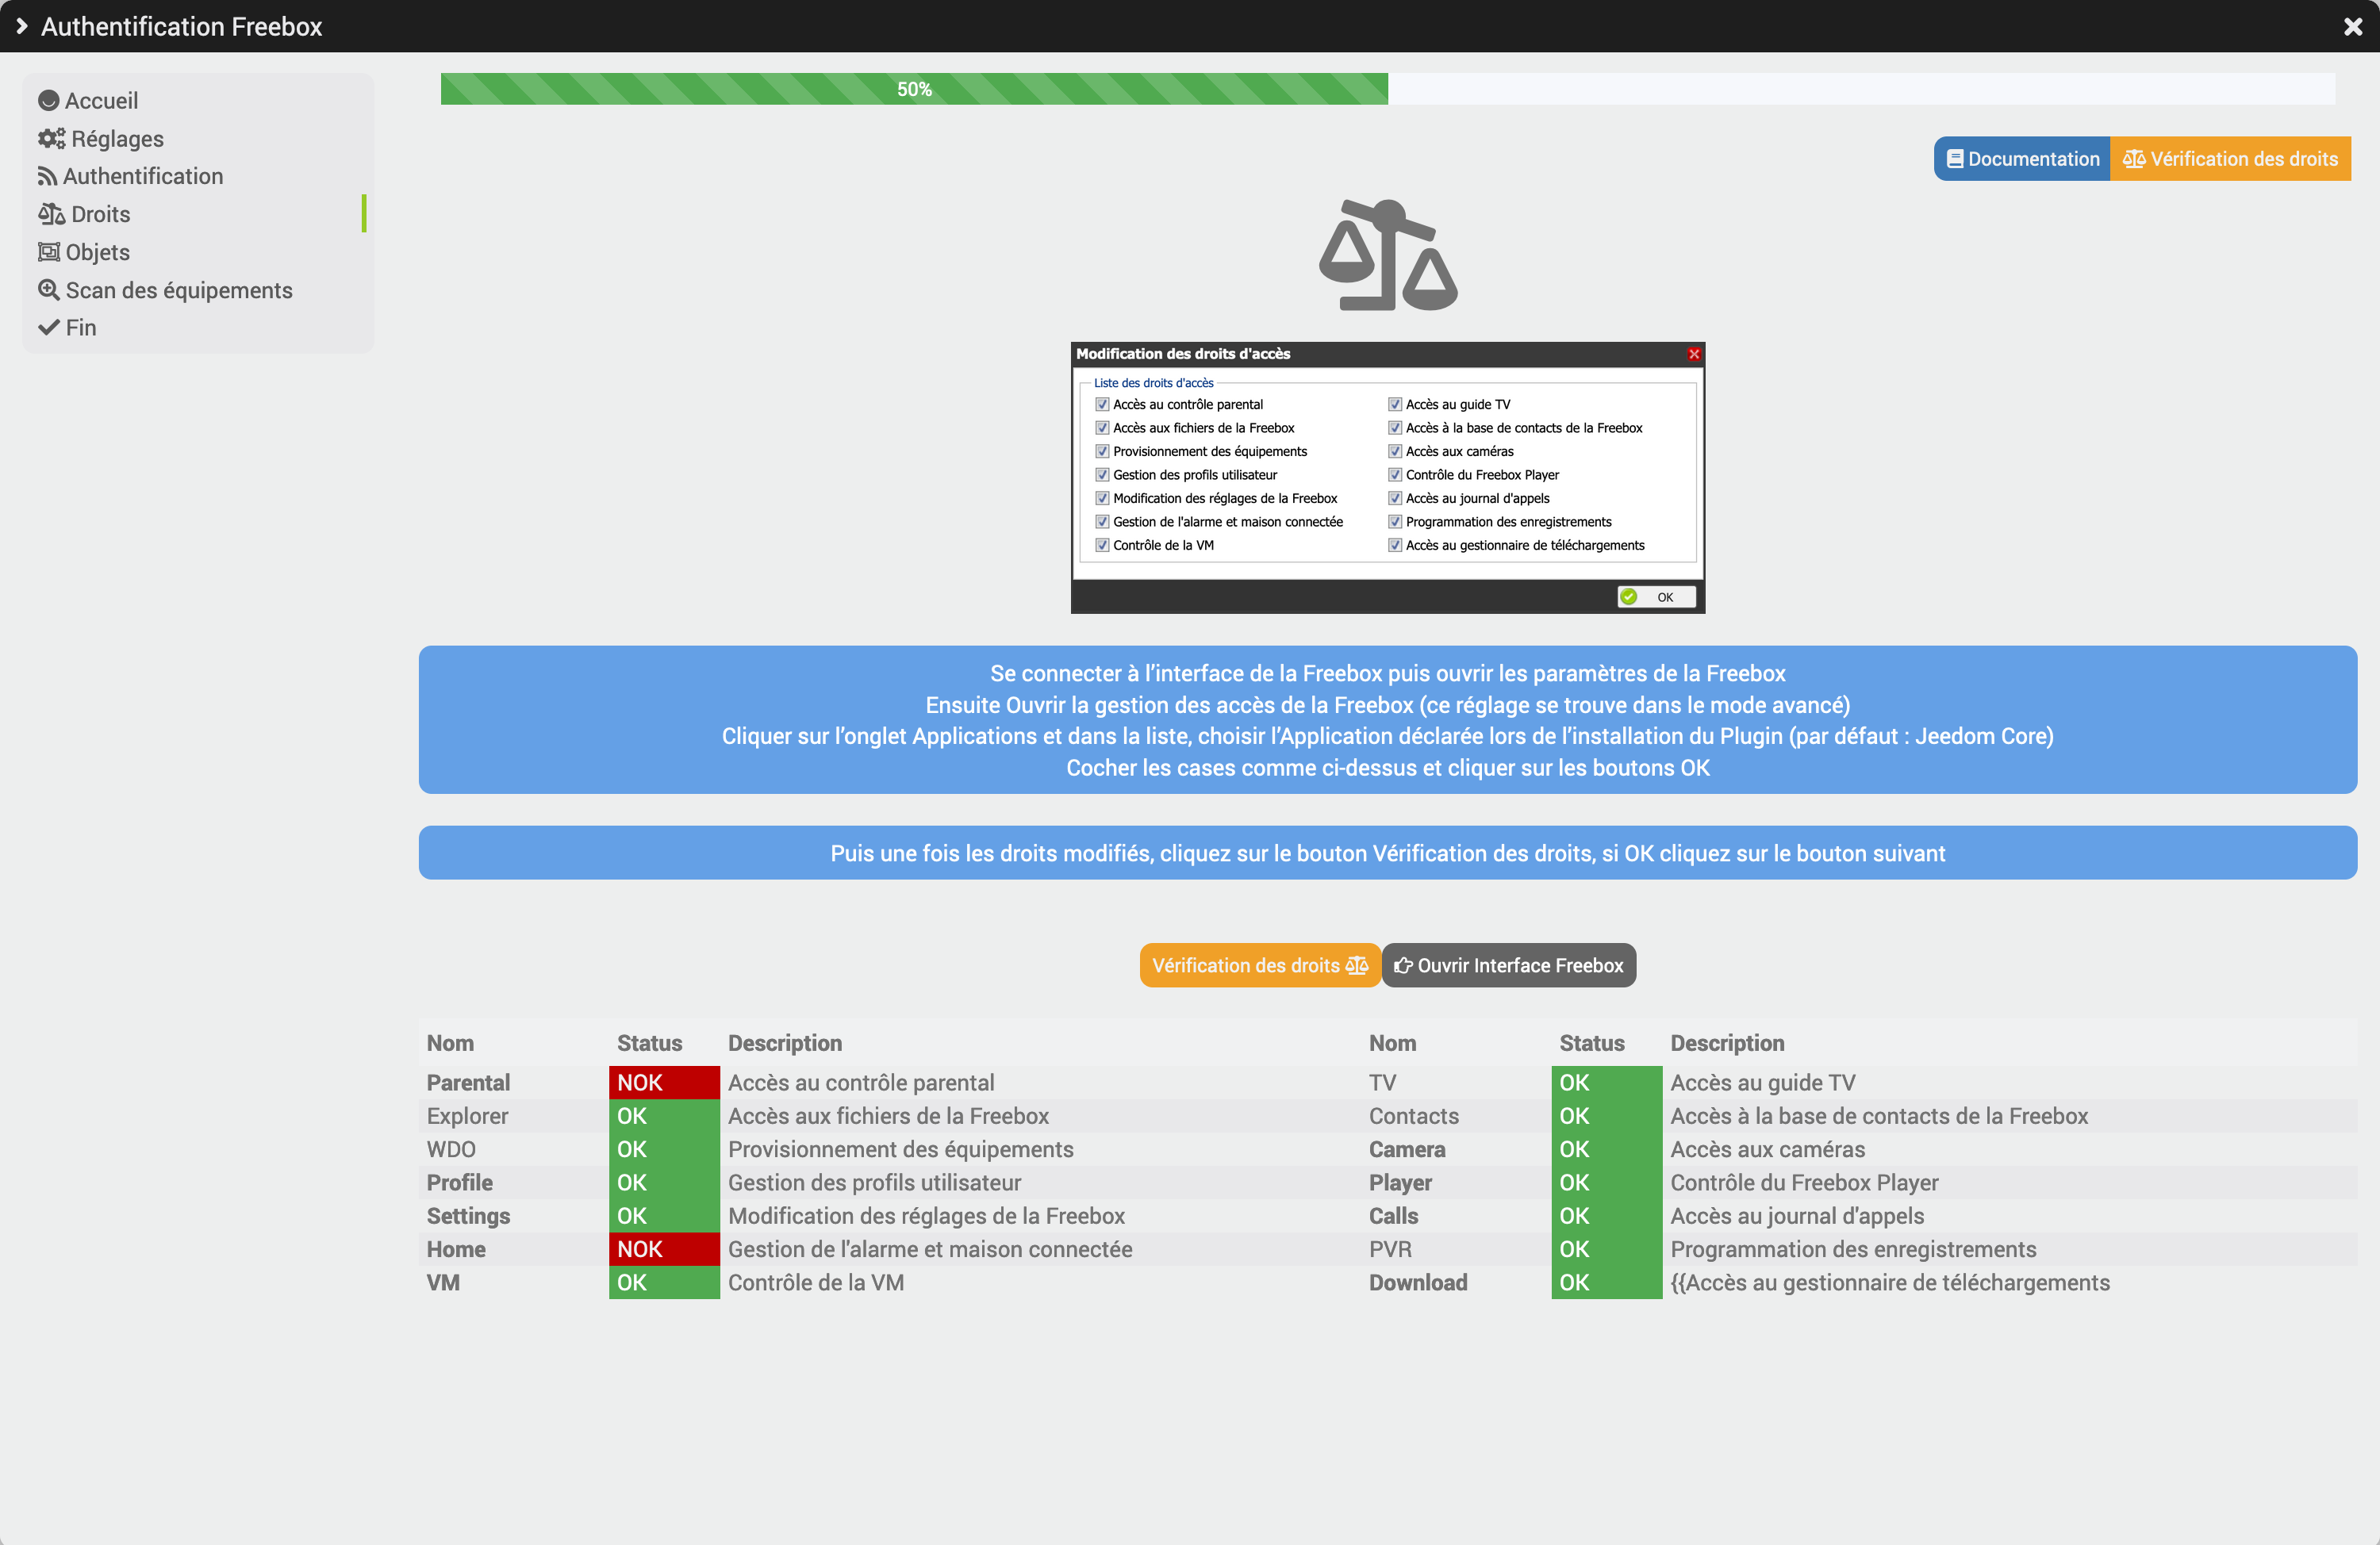 Authentification Freebox
Accueil
Réglages
Authentification
Droits
Objets
Scan des équipements
Fin
50%
Documentation
Vérification des droits
Modification des droits d'accès
Liste des droits d'accès
Accès au contrôle parental
Accès au guide TV
Accès aux fichiers de la Freebox
Accès à la base de contacts de la Freebox
Provisionnement des équipements
Accès aux caméras
Gestion des profils utilisateur
Contrôle du Freebox Player
Modification des réglages de la Freebox
Accès au journal d'appels
Gestion de l'alarme et maison connectée
Programmation des enregistrements
Contrôle de la VM
Accès au gestionnaire de téléchargements
OK
Se connecter à l’interface de la Freebox puis ouvrir les paramètres de la Freebox
Ensuite Ouvrir la gestion des accès de la Freebox (ce réglage se trouve dans le mode avancé)
Cliquer sur l’onglet Applications et dans la liste, choisir l’Application déclarée lors de l’installation du Plugin (par défaut : Jeedom Core)
Cocher les cases comme ci-dessus et cliquer sur les boutons OK
Puis une fois les droits modifiés, cliquez sur le bouton Vérification des droits, si OK cliquez sur le bouton suivant
Vérification des droits
Ouvrir Interface Freebox
Nom Status Description Nom Status Description
Parental NOK Accès au contrôle parental TV OK Accès au guide TV
Explorer OK Accès aux fichiers de la Freebox Contacts OK Accès à la base de contacts de la Freebox
WDO OK Provisionnement des équipements Camera OK Accès aux caméras
Profile OK Gestion des profils utilisateur Player OK Contrôle du Freebox Player
Settings OK Modification des réglages de la Freebox Calls OK Accès au journal d'appels
Home NOK Gestion de l'alarme et maison connectée PVR OK Programmation des enregistrements
VM OK Contrôle de la VM Download OK {{Accès au gestionnaire de téléchargements